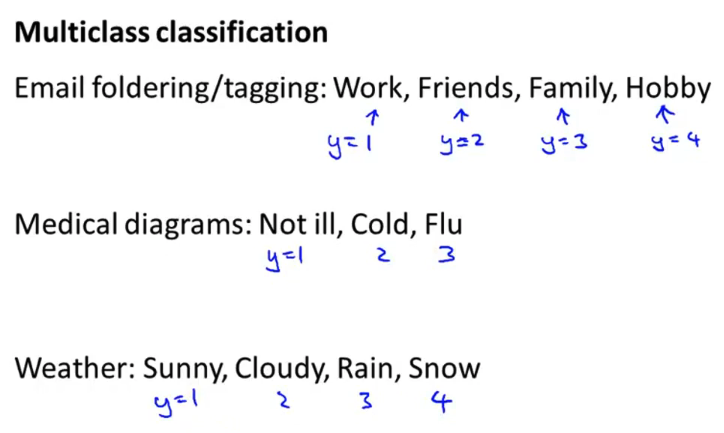 Multiclass classification
Email foldering/tagging: Work, Friends, Family, Hobby
y=1 y=2 y=3 y=4
Medical diagrams: Not ill, Cold, Flu
y=1 2 3
Weather: Sunny, Cloudy, Rain, Snow
y=1 2 3 4